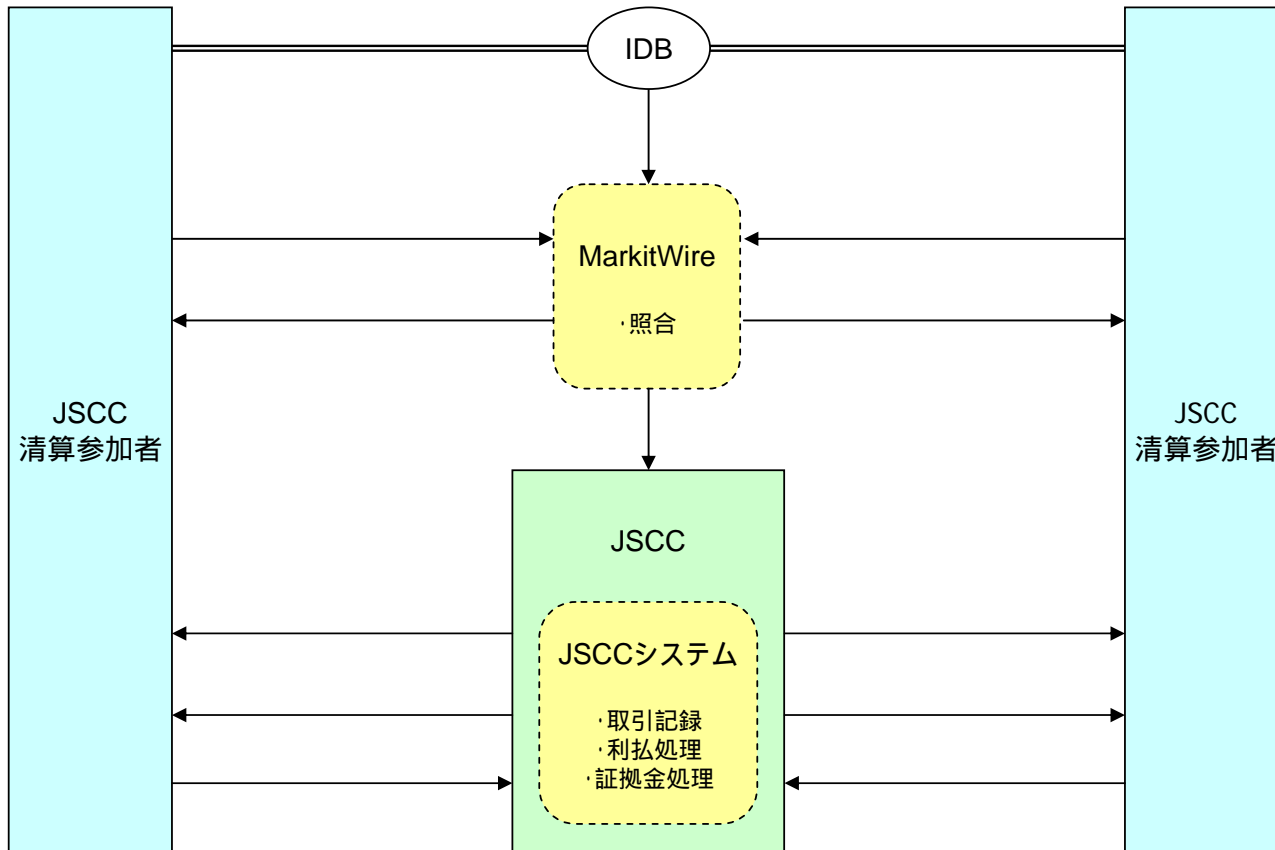 IDB
MarkitWire
・照合
JSCC
清算参加者
JSCC
清算参加者
JSCC
JSCCシステム
・取引記録
・利払処理
・証拠金処理